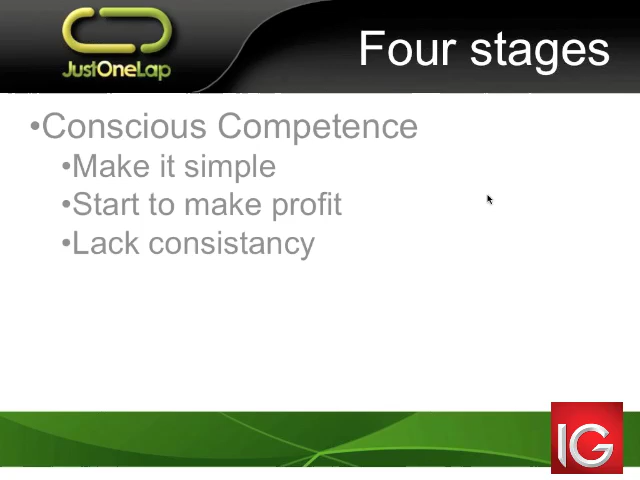 JustOneLap
Four stages
•Conscious Competence
•Make it simple
•Start to make profit
•Lack consistancy
IG